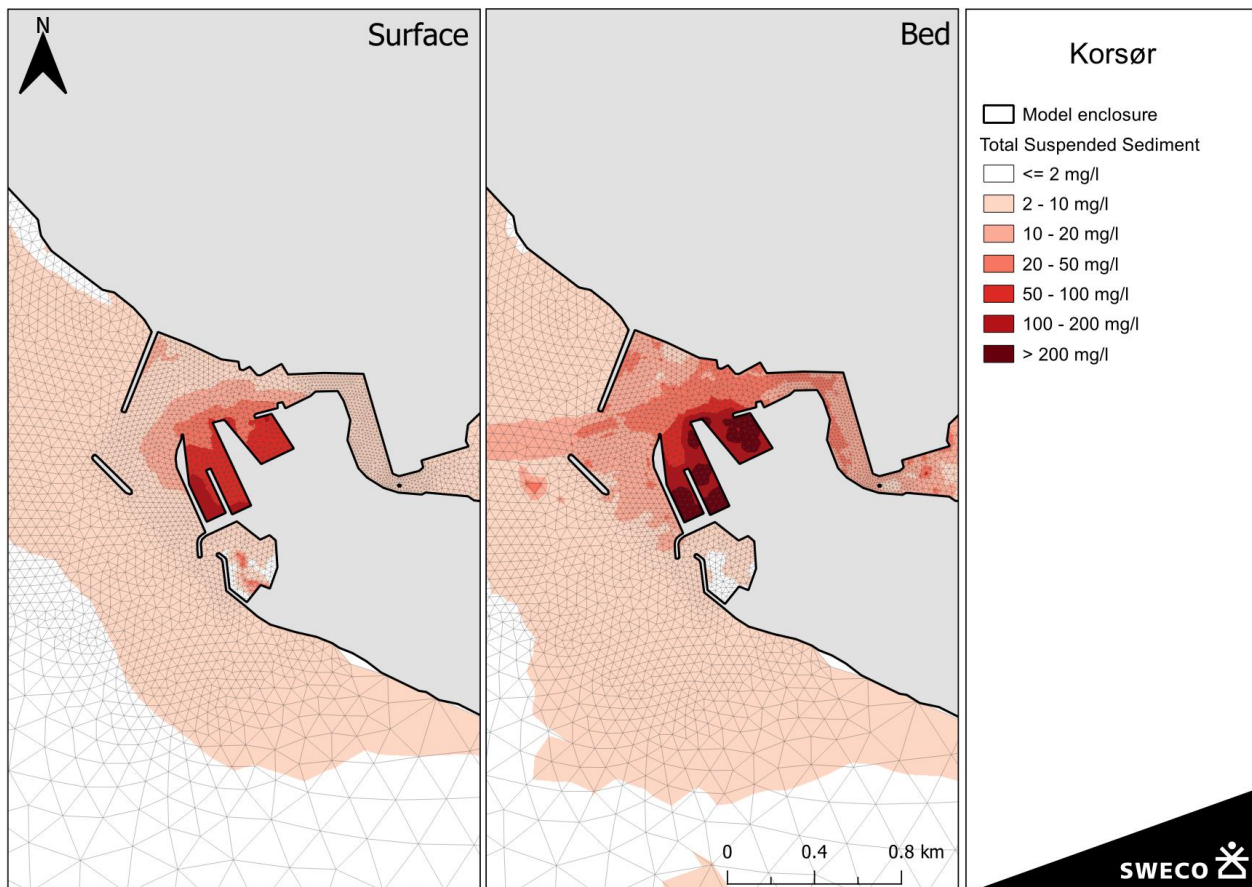 N
Surface
Bed
0 0.4 0.8 km
Korsør
Model enclosure
Total Suspended Sediment
<= 2 mg/l
2 - 10 mg/l
10 - 20 mg/l
20 - 50 mg/l
50 - 100 mg/l
100 - 200 mg/l
> 200 mg/l
SWECO